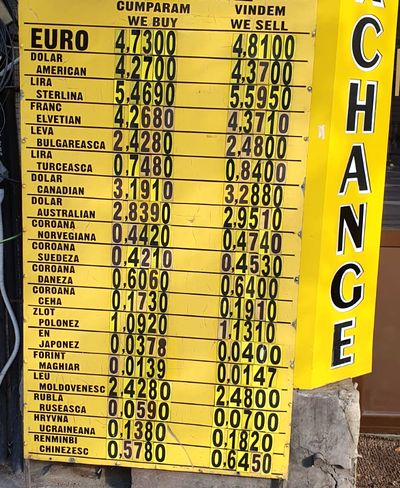 CUMPARAM VINDEM
WE BUY WE SELL
EURO 4,7300 4,8100
DOLAR
AMERICAN 4,2700 4,3700
LIRA
STERLINA 5,4690 5,5950
FRANC
ELVETIAN 4,2680 4,3710
LEVA
BULGAREASCA 2,4280 2,4800
LIRA
TURCEASCA 0,7480 0,8400
DOLAR
CANADIAN 3,1910 3,2880
DOLAR
AUSTRALIAN 2,8390 2,9510
COROANA
NORVEGIANA 0,4420 0,4740
COROANA
SUEDEZA 0,4210 0,4530
COROANA
DANEZA 0,6060 0,6400
COROANA
CEHA 0,1730 0,1910
ZLOT
POLONEZ 1,0920 1,1310
EN
JAPONEZ 0,0378 0,0400
FORINT
MAGHIAR 0,0139 0,0147
LEU
MOLDOVENESC 2,4280 2,4800
RUBLA
RUSEASCA 0,0590 0,0700
HRYVNA
UCRAINEANA 0,1380 0,1820
RENMINBI
CHINEZESC 0,5780 0,6450
CHANGE